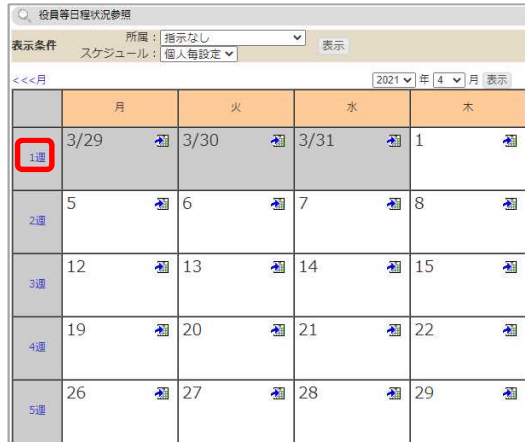 役員等日程状況参照
表示条件 所属： 指示なし 表示
スケジュール： 個人毎設定
<<<月 2021 年 4 月 表示
月 火 水 木
1週 3/29 3/30 3/31 1
2週 5 6 7 8
3週 12 13 14 15
4週 19 20 21 22
5週 26 27 28 29